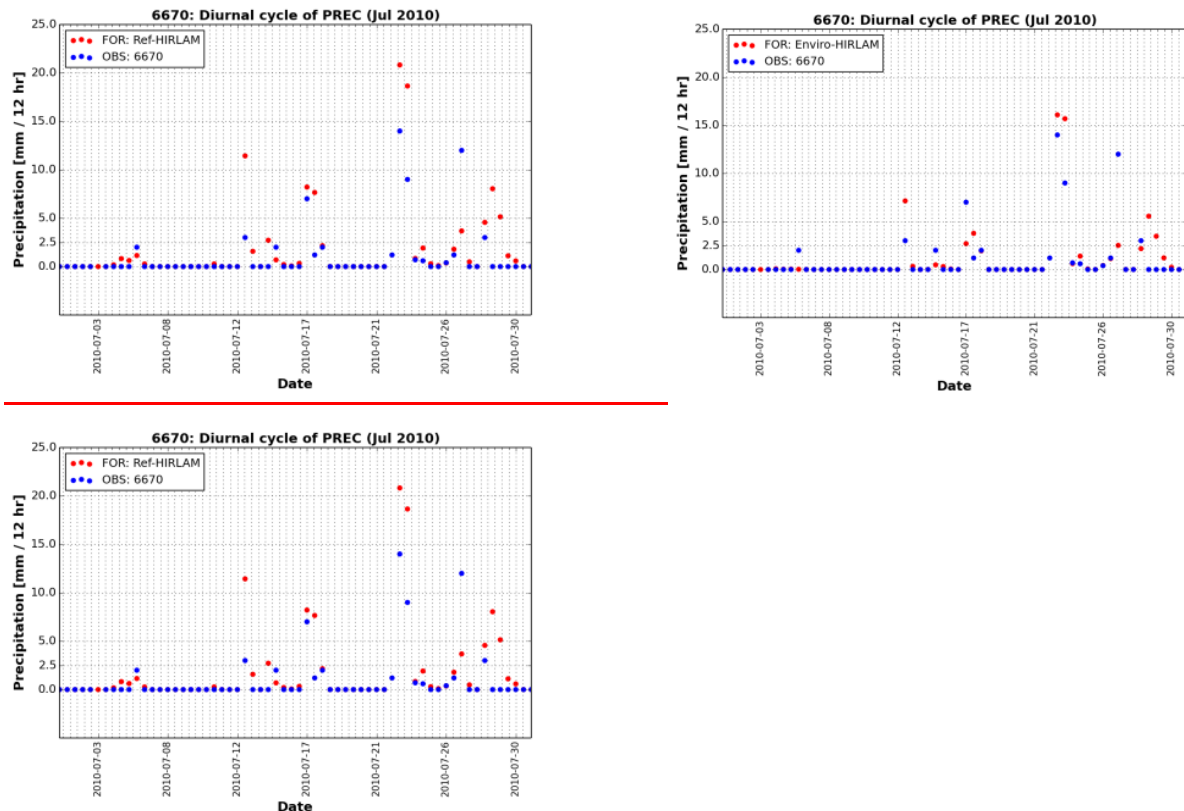 6670: Diurnal cycle of PREC (Jul 2010)
25.0
FOR: Ref-HIRLAM
OBS: 6670
20.0
15.0
10.0
5.0
2.5
0.0
Precipitation [mm / 12 hr]
2010-07-03
2010-07-08
2010-07-12
2010-07-17
2010-07-21
2010-07-26
2010-07-30
Date
6670: Diurnal cycle of PREC (Jul 2010)
25.0
FOR: Enviro-HIRLAM
OBS: 6670
20.0
15.0
10.0
5.0
2.5
0.0
Precipitation [mm / 12 hr]
2010-07-03
2010-07-08
2010-07-12
2010-07-17
2010-07-21
2010-07-26
2010-07-30
Date
6670: Diurnal cycle of PREC (Jul 2010)
25.0
FOR: Ref-HIRLAM
OBS: 6670
20.0
15.0
10.0
5.0
2.5
0.0
Precipitation [mm / 12 hr]
2010-07-03
2010-07-08
2010-07-12
2010-07-17
2010-07-21
2010-07-26
2010-07-30
Date